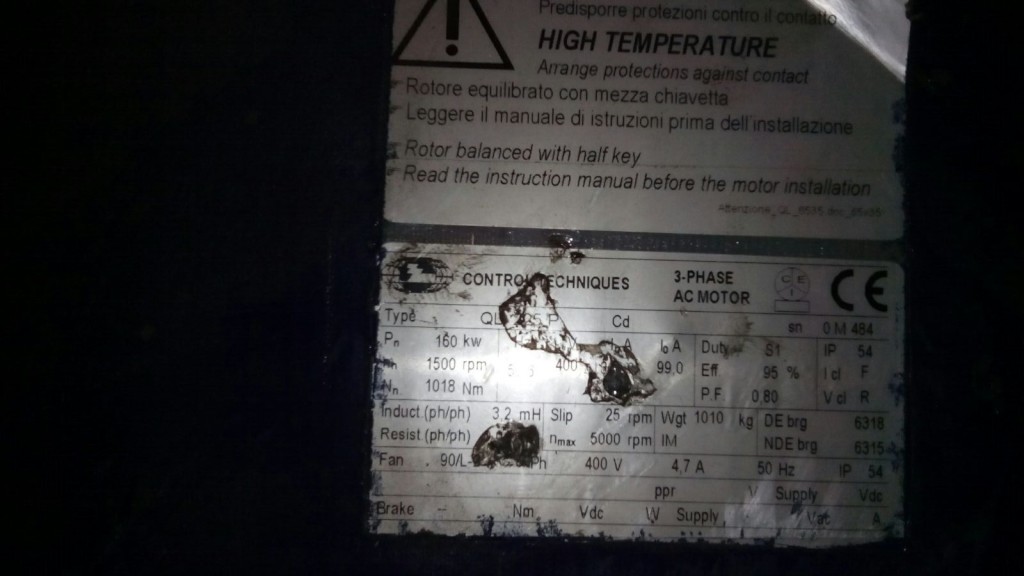 Predisporre protezioni contro il contatto
HIGH TEMPERATURE
Arrange protections against contact
Rotore equilibrato con mezza chiavetta
Leggere il manuale di istruzioni prima dell'installazione
Rotor balanced with half key
Read the instruction manual before the motor installation
CONTROL TECHNIQUES 3-PHASE AC MOTOR CE
Type QL P Cd sn 0 M 484
Pn 160 kw A I0 A Duty S1 IP 54
1500 rpm 400 99,0 Eff 95 % I cl F
Nn 1018 Nm P.F. 0,80 V cl R
Induct (ph/ph) 3.2 mH Slip 25 rpm Wgt 1010 kg DE brg 6318
Resist (ph/ph) nmax 5000 rpm IM NDE brg 6315
Fan 90/L- Ph 400 V 4,7 A 50 Hz IP 54
ppr V Supply Vdc
Brake -- Nm Vdc W Supply Vac A